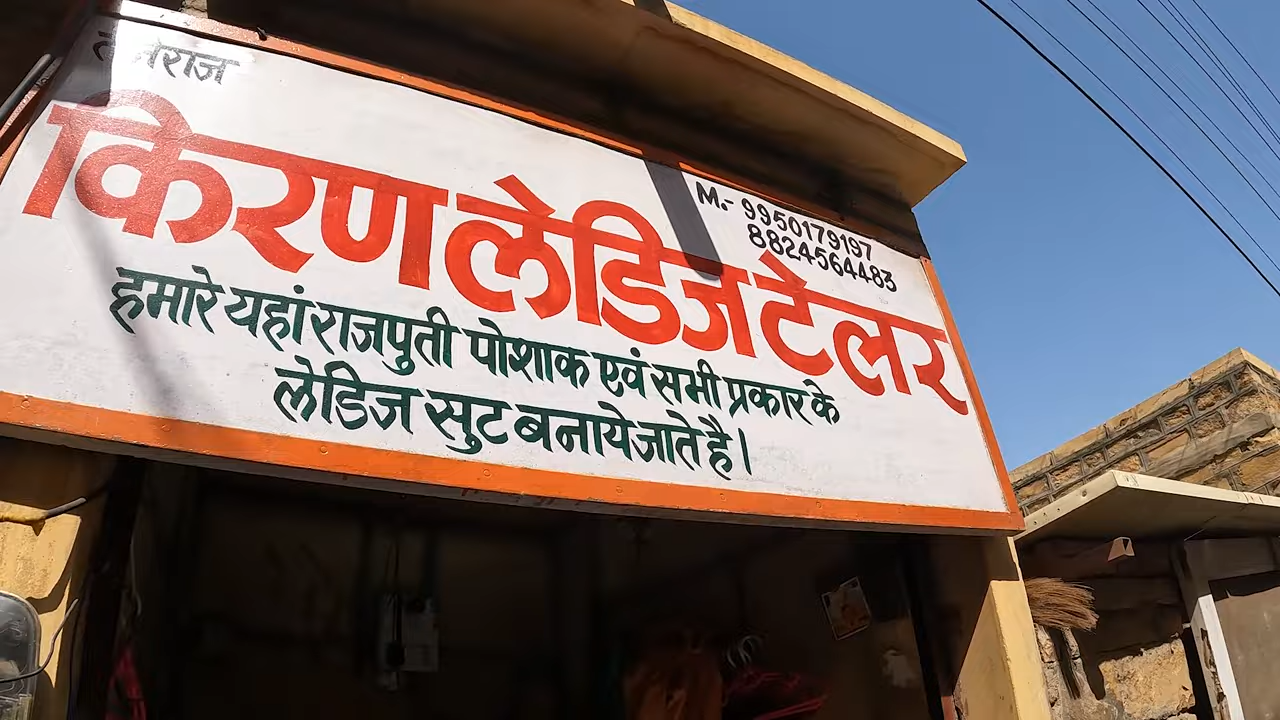 किरण लेडिज टेलर
M.- 9950179197
8824564483
हमारे यहां राजपुती पोशाक एवं सभी प्रकार के
लेडिज सुट बनाये जाते है।